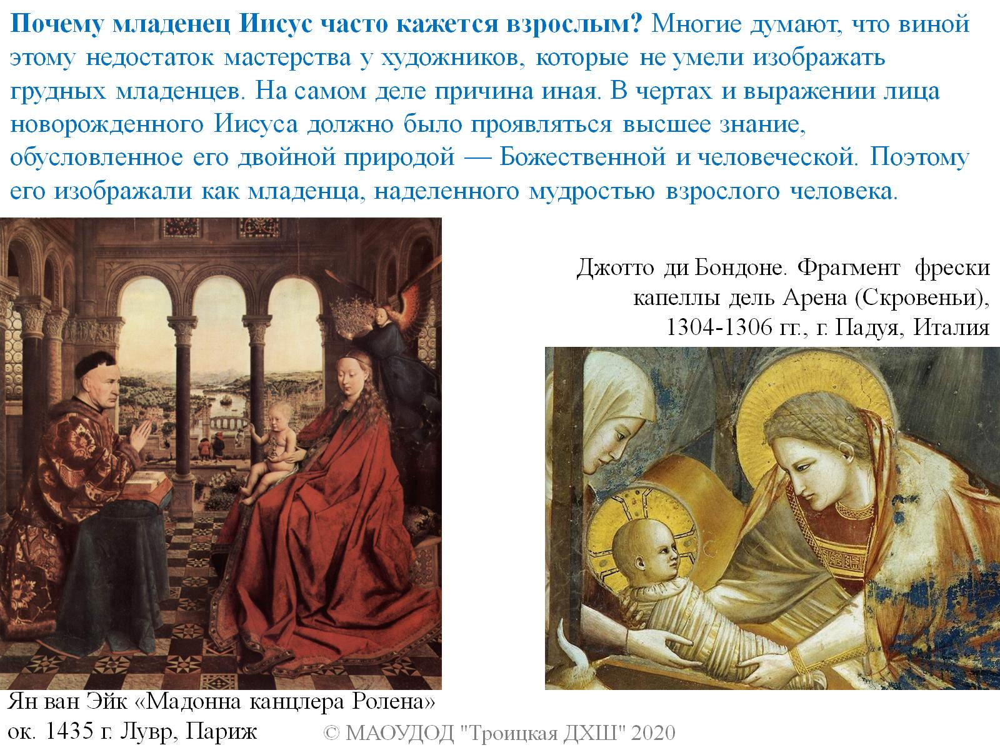 Почему младенец Иисус часто кажется взрослым? Многие думают, что виной
этому недостаток мастерства у художников, которые не умели изображать
грудных младенцев. На самом деле причина иная. В чертах и выражении лица
новорожденного Иисуса должно было проявляться высшее знание,
обусловленное его двойной природой — Божественной и человеческой. Поэтому
его изображали как младенца, наделенного мудростью взрослого человека.
Джотто ди Бондоне. Фрагмент фрески
капеллы дель Арена (Скровеньи),
1304-1306 гг., г. Падуя, Италия
Ян ван Эйк «Мадонна канцлера Ролена»
ок. 1435 г. Лувр, Париж
© МАОУДОД "Троицкая ДХШ" 2020